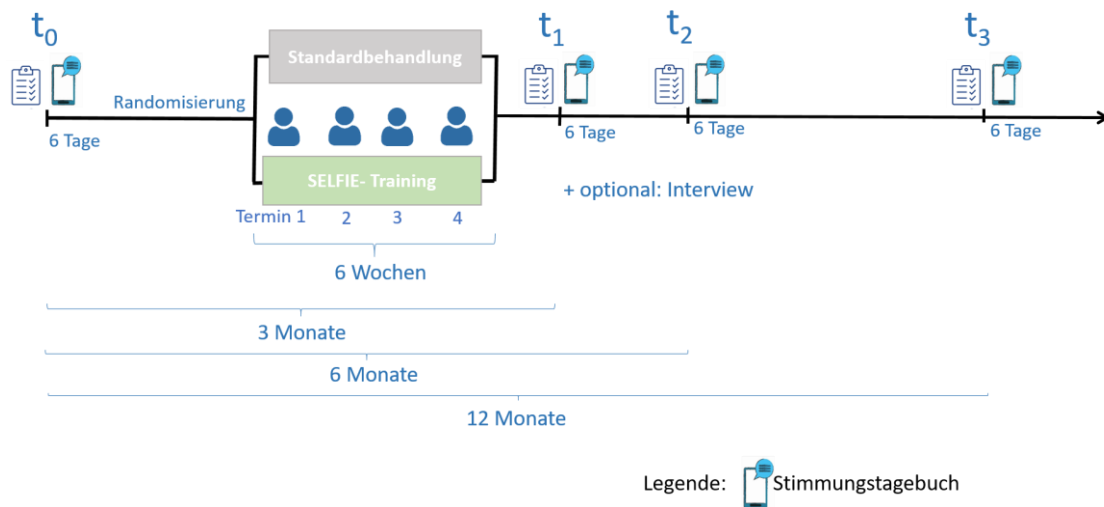 t0
t1
t2
t3
Standardbehandlung
Randomisierung
6 Tage
6 Tage
6 Tage
6 Tage
SELFIE- Training
+ optional: Interview
Termin 1 2 3 4
6 Wochen
3 Monate
6 Monate
12 Monate
Legende: Stimmungstagebuch